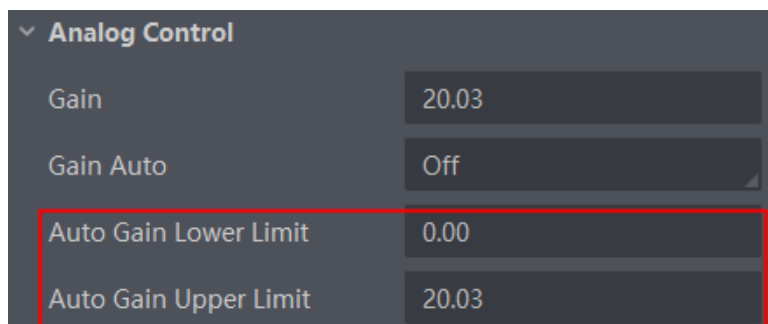 Analog Control
Gain 20.03
Gain Auto Off
Auto Gain Lower Limit 0.00
Auto Gain Upper Limit 20.03